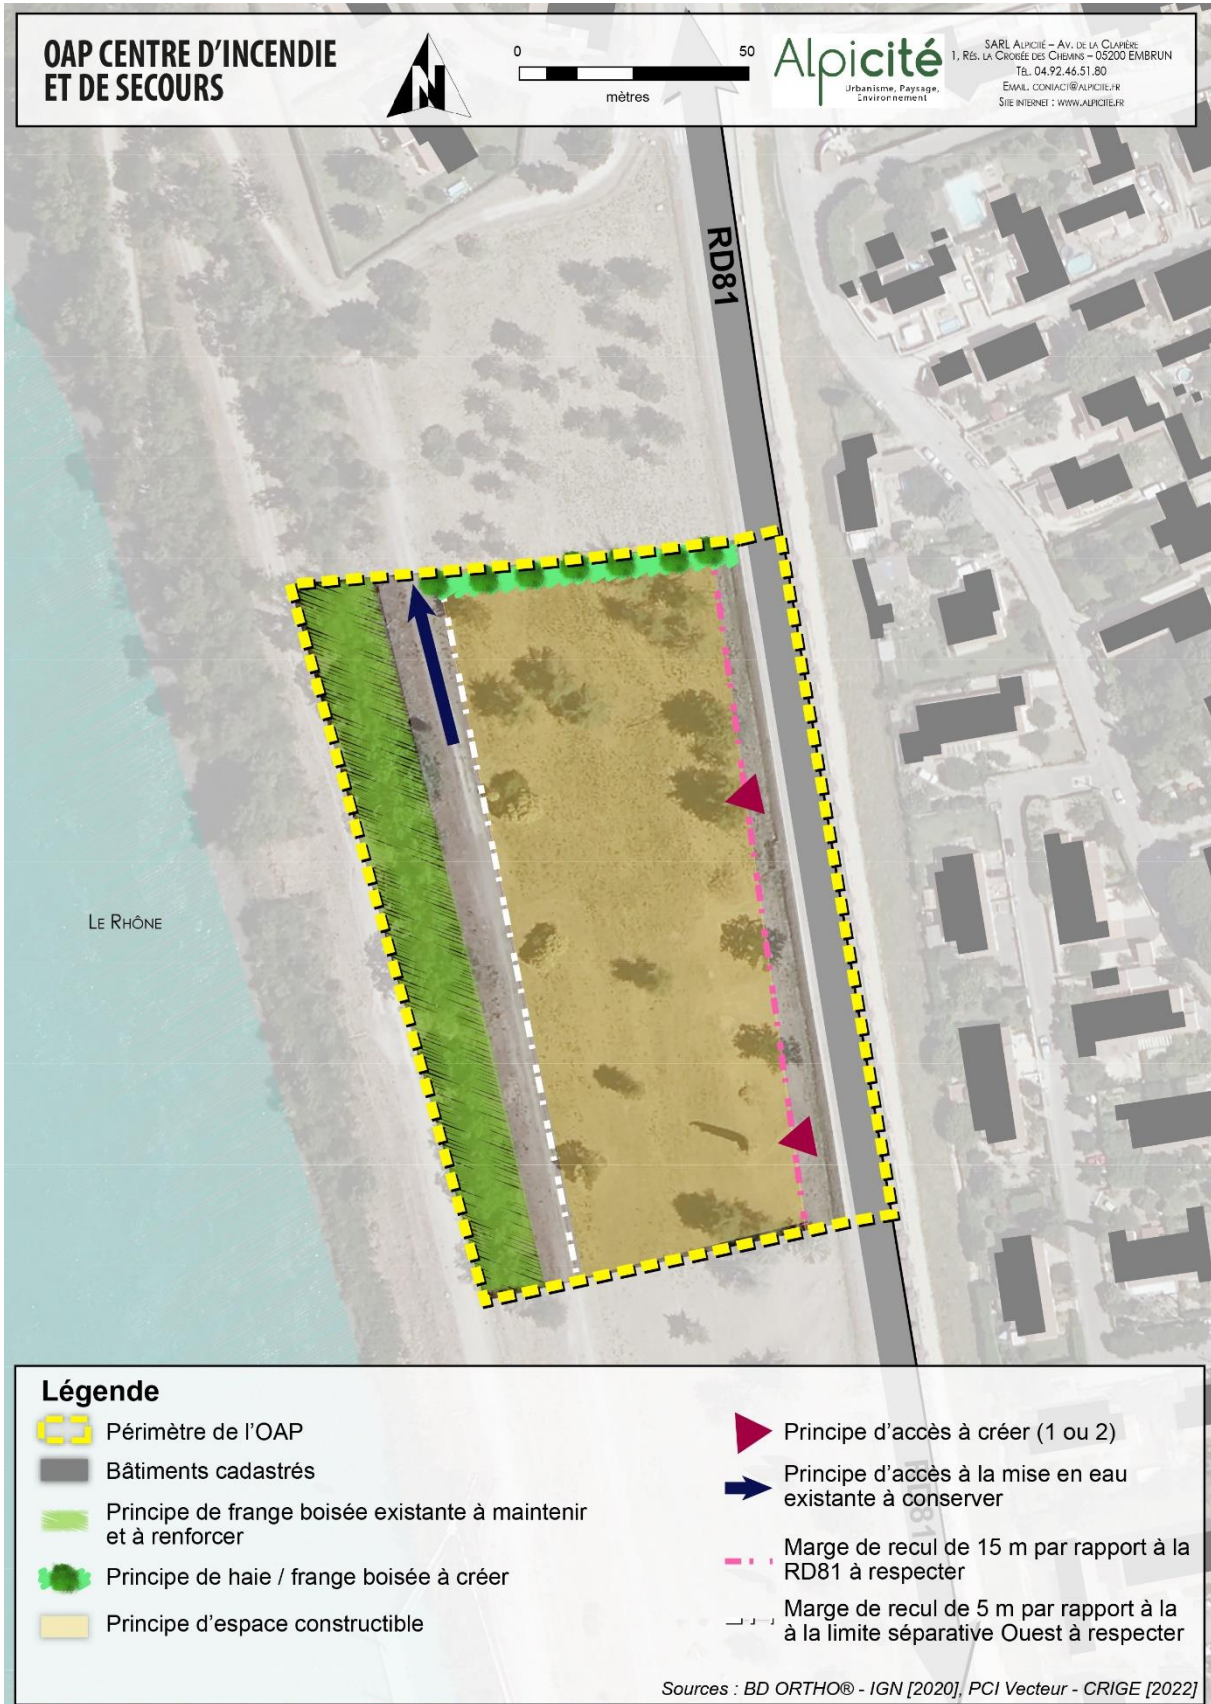 OAP CENTRE D'INCENDIE
ET DE SECOURS
N
0
50
mètres
Alpicité
Urbanisme, Paysage,
Environnement
SARL ALPICITÉ – AV. DE LA CLAPIÈRE
1, RÉS. LA CROISÉE DES CHEMINS – 05200 EMBRUN
TÉL. 04.92.46.51.80
EMAIL. CONTACT@ALPICITE.FR
SITE INTERNET : WWW.ALPICITE.FR
RD81
LE RHÔNE
Légende
Périmètre de l'OAP
Bâtiments cadastrés
Principe de frange boisée existante à maintenir
et à renforcer
Principe de haie / frange boisée à créer
Principe d'espace constructible
Principe d'accès à créer (1 ou 2)
Principe d'accès à la mise en eau
existante à conserver
RD81
Marge de recul de 15 m par rapport à la
RD81 à respecter
Marge de recul de 5 m par rapport à la
à la limite séparative Ouest à respecter
Sources : BD ORTHO® - IGN [2020], PCI Vecteur - CRIGE [2022]